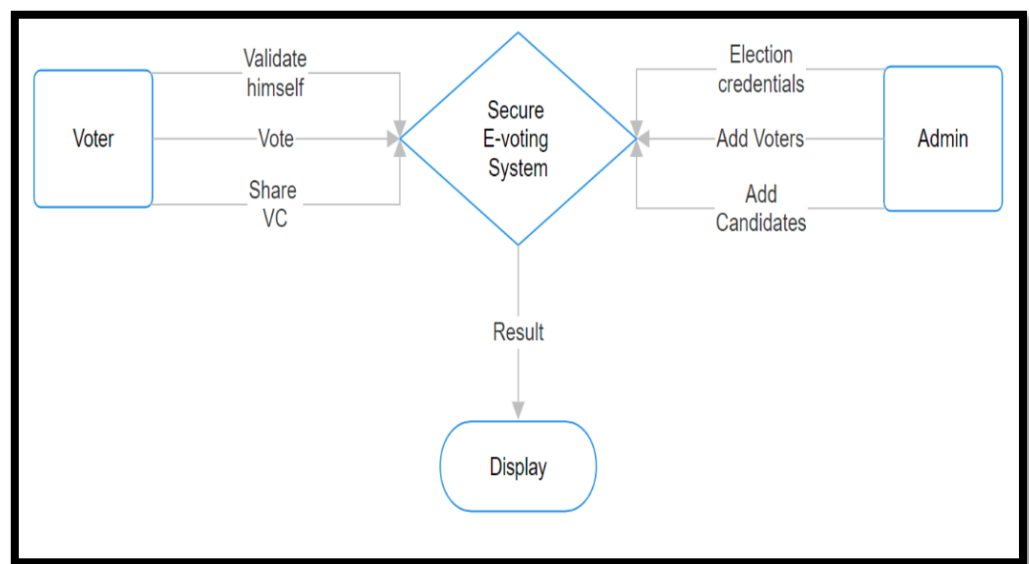 Validate
himself
Voter
Vote
Share
VC
Secure
E-voting
System
Election
credentials
Add Voters
Admin
Add
Candidates
Result
Display